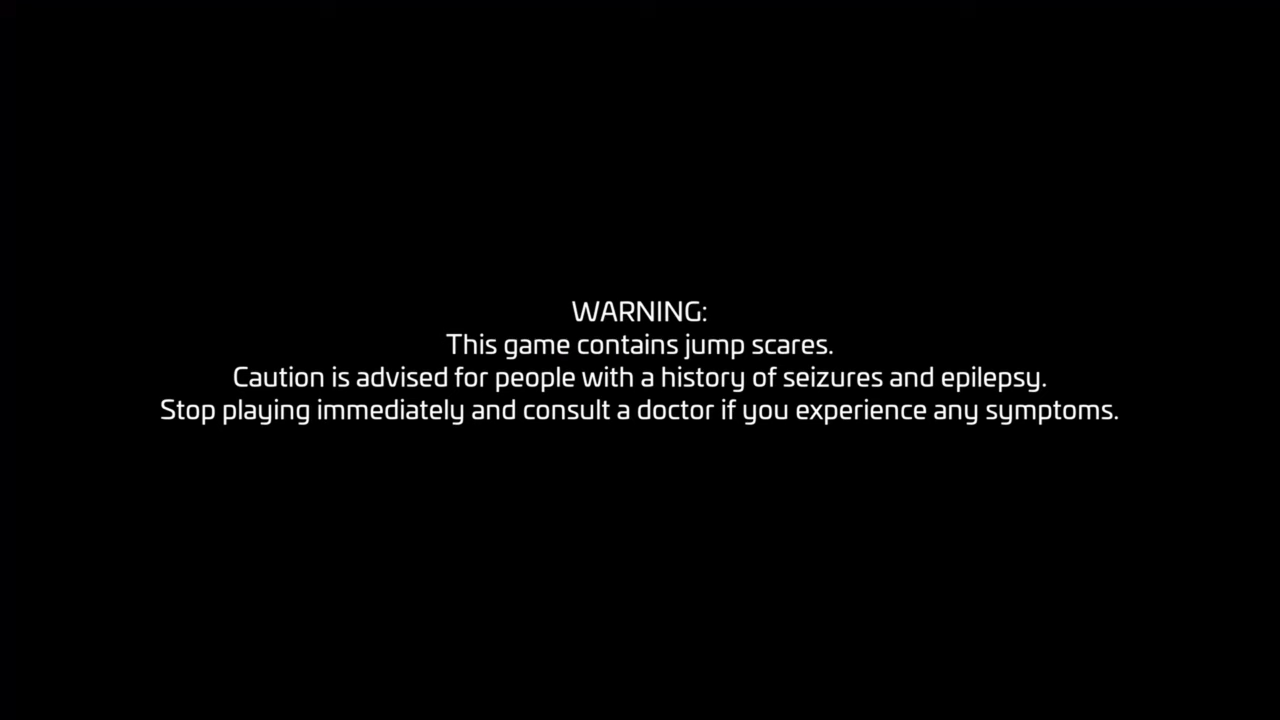 WARNING:
This game contains jump scares.
Caution is advised for people with a history of seizures and epilepsy.
Stop playing immediately and consult a doctor if you experience any symptoms.